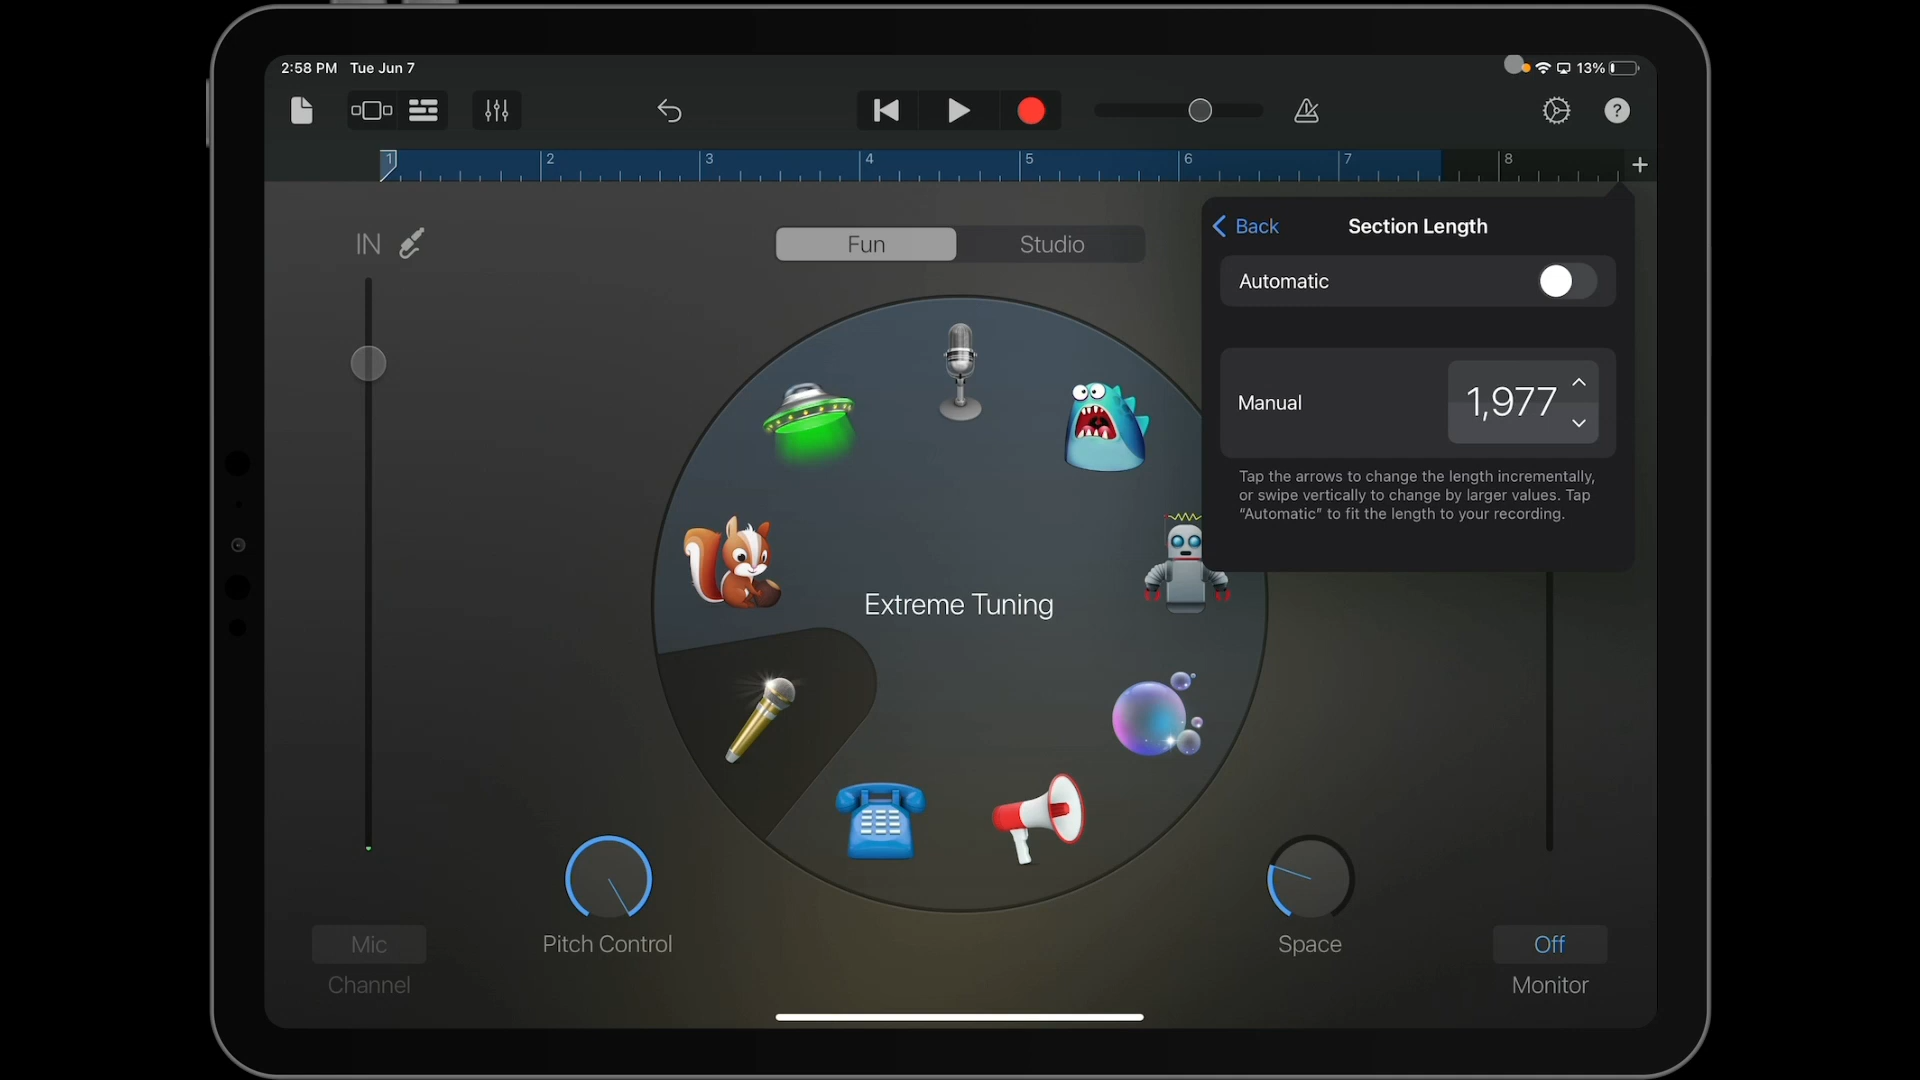 2:58 PM Tue Jun 7
13%
?
1 2 3 4 5 6 7 8 +
IN
Fun Studio
Back Section Length
Automatic
Manual 1,977
Tap the arrows to change the length incrementally,
or swipe vertically to change by larger values. Tap
“Automatic” to fit the length to your recording.
Extreme Tuning
Mic
Channel
Pitch Control
Space
Off
Monitor